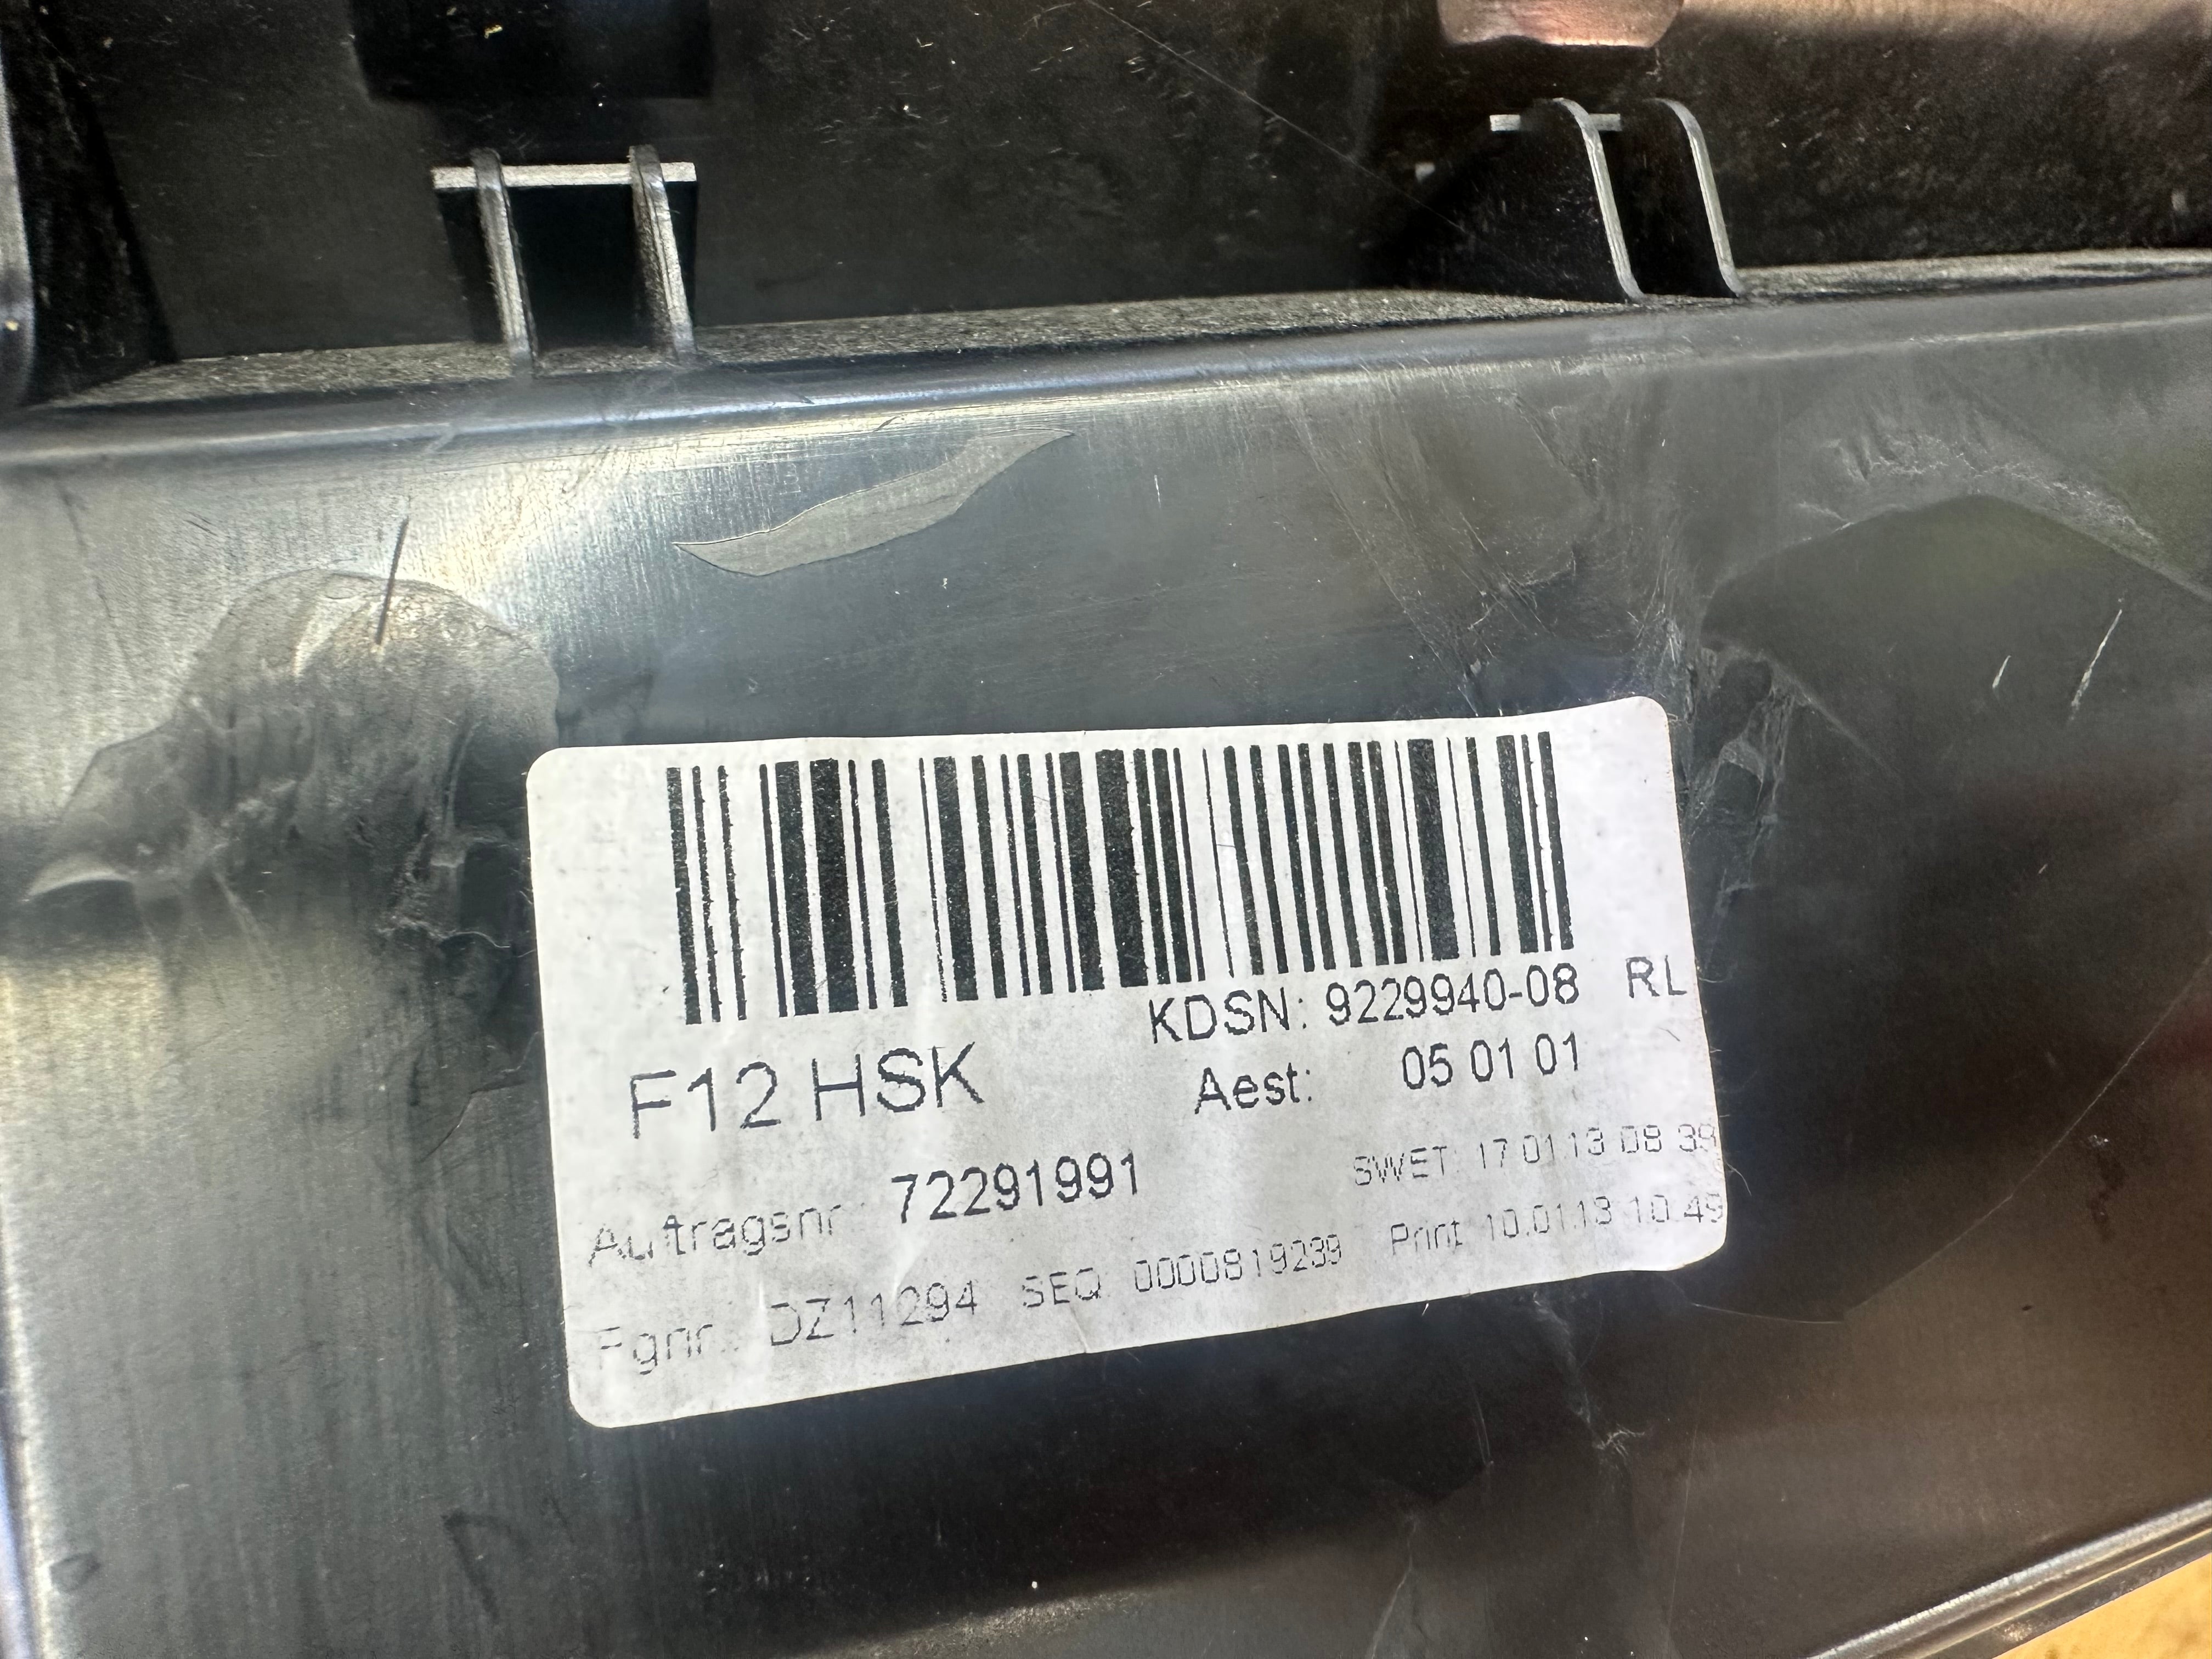 KDSN: 9229940-08 RL
F12 HSK Aest: 05 01 01
Auftragsnr: 72291991 SWET: 17.01.13 08:39
Fgnr.: DZ11294 SEQ: 0000819239 Print: 10.01.13 10:49